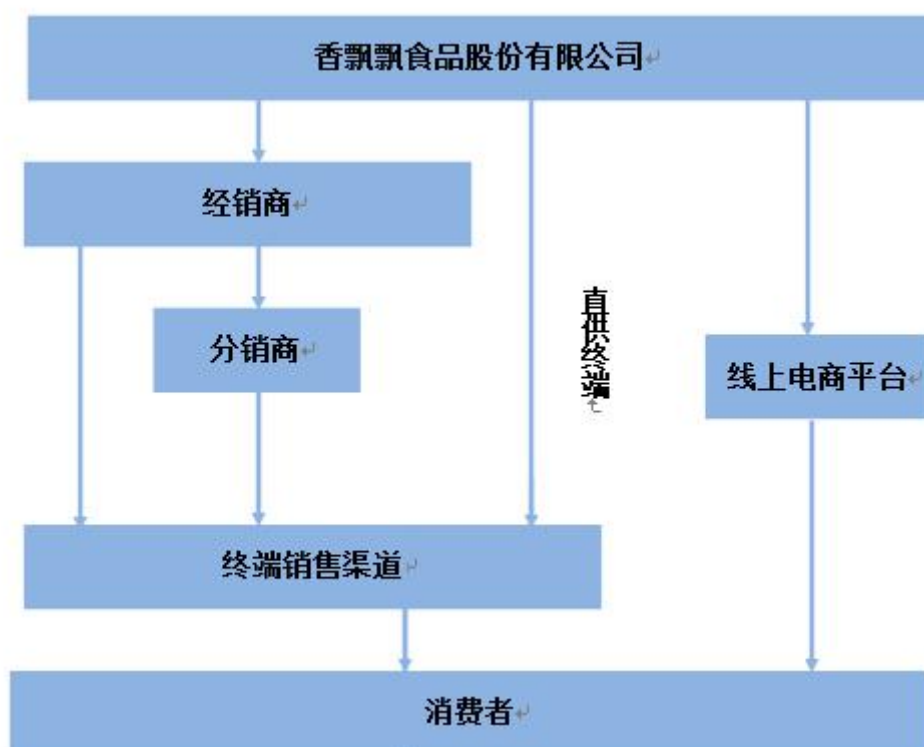 香飘飘食品股份有限公司
经销商
分销商
直供终端
线上电商平台
终端销售渠道
消费者